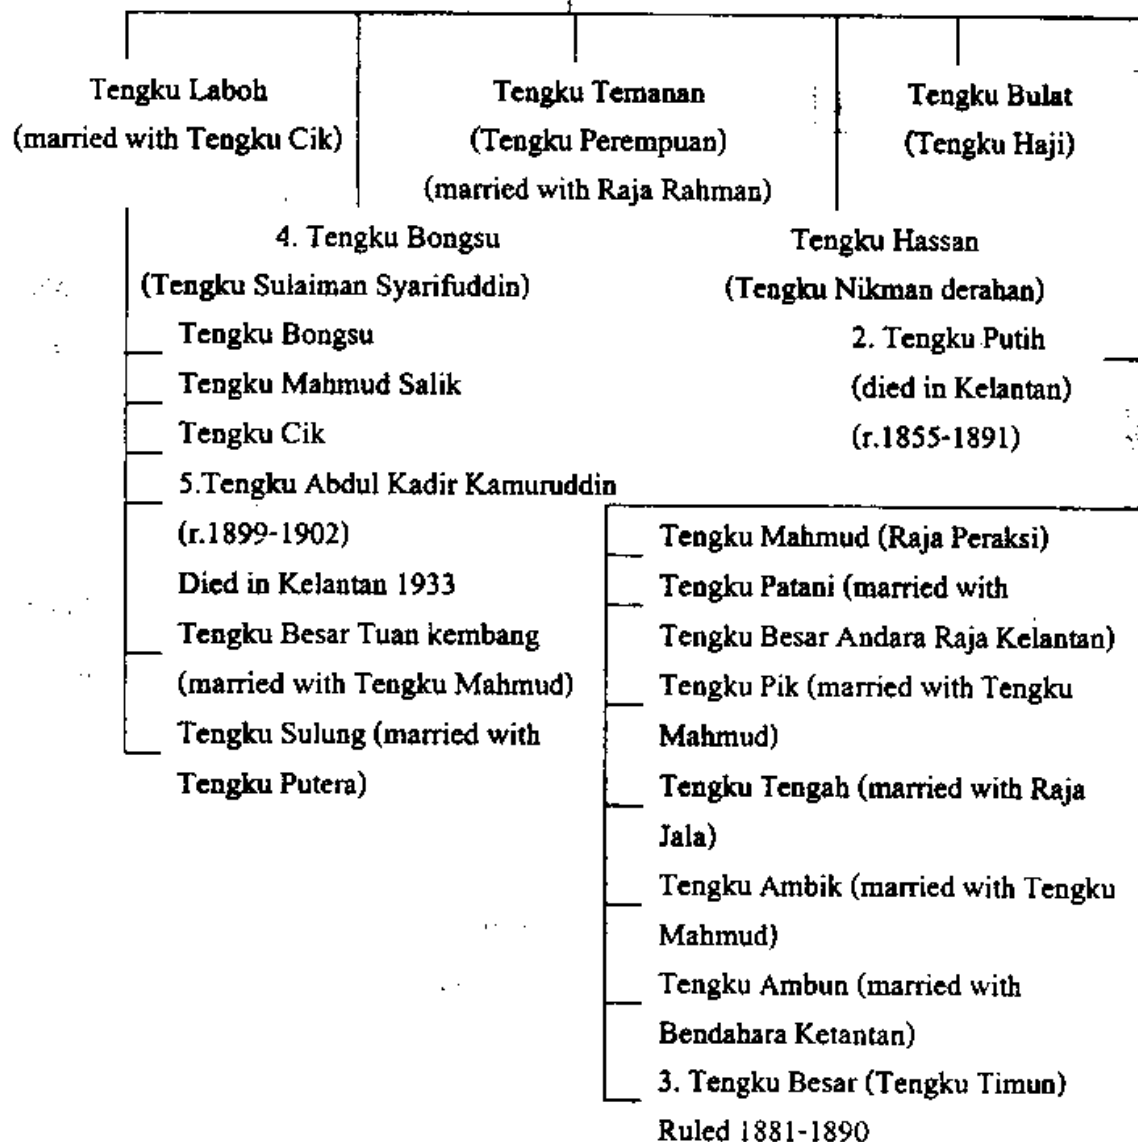 Tengku Laboh
(married with Tengku Cik)
Tengku Temanan
(Tengku Perempuan)
(married with Raja Rahman)
Tengku Bulat
(Tengku Haji)
4. Tengku Bongsu
(Tengku Sulaiman Syarifuddin)
Tengku Hassan
(Tengku Nikman derahan)
Tengku Bongsu
Tengku Mahmud Salik
Tengku Cik
5.Tengku Abdul Kadir Kamuruddin
(r.1899-1902)
Died in Kelantan 1933
Tengku Besar Tuan kembang
(married with Tengku Mahmud)
Tengku Sulung (married with
Tengku Putera)
2. Tengku Putih
(died in Kelantan)
(r.1855-1891)
Tengku Mahmud (Raja Peraksi)
Tengku Patani (married with
Tengku Besar Andara Raja Kelantan)
Tengku Pik (married with Tengku
Mahmud)
Tengku Tengah (married with Raja
Jala)
Tengku Ambik (married with Tengku
Mahmud)
Tengku Ambun (married with
Bendahara Ketantan)
3. Tengku Besar (Tengku Timun)
Ruled 1881-1890